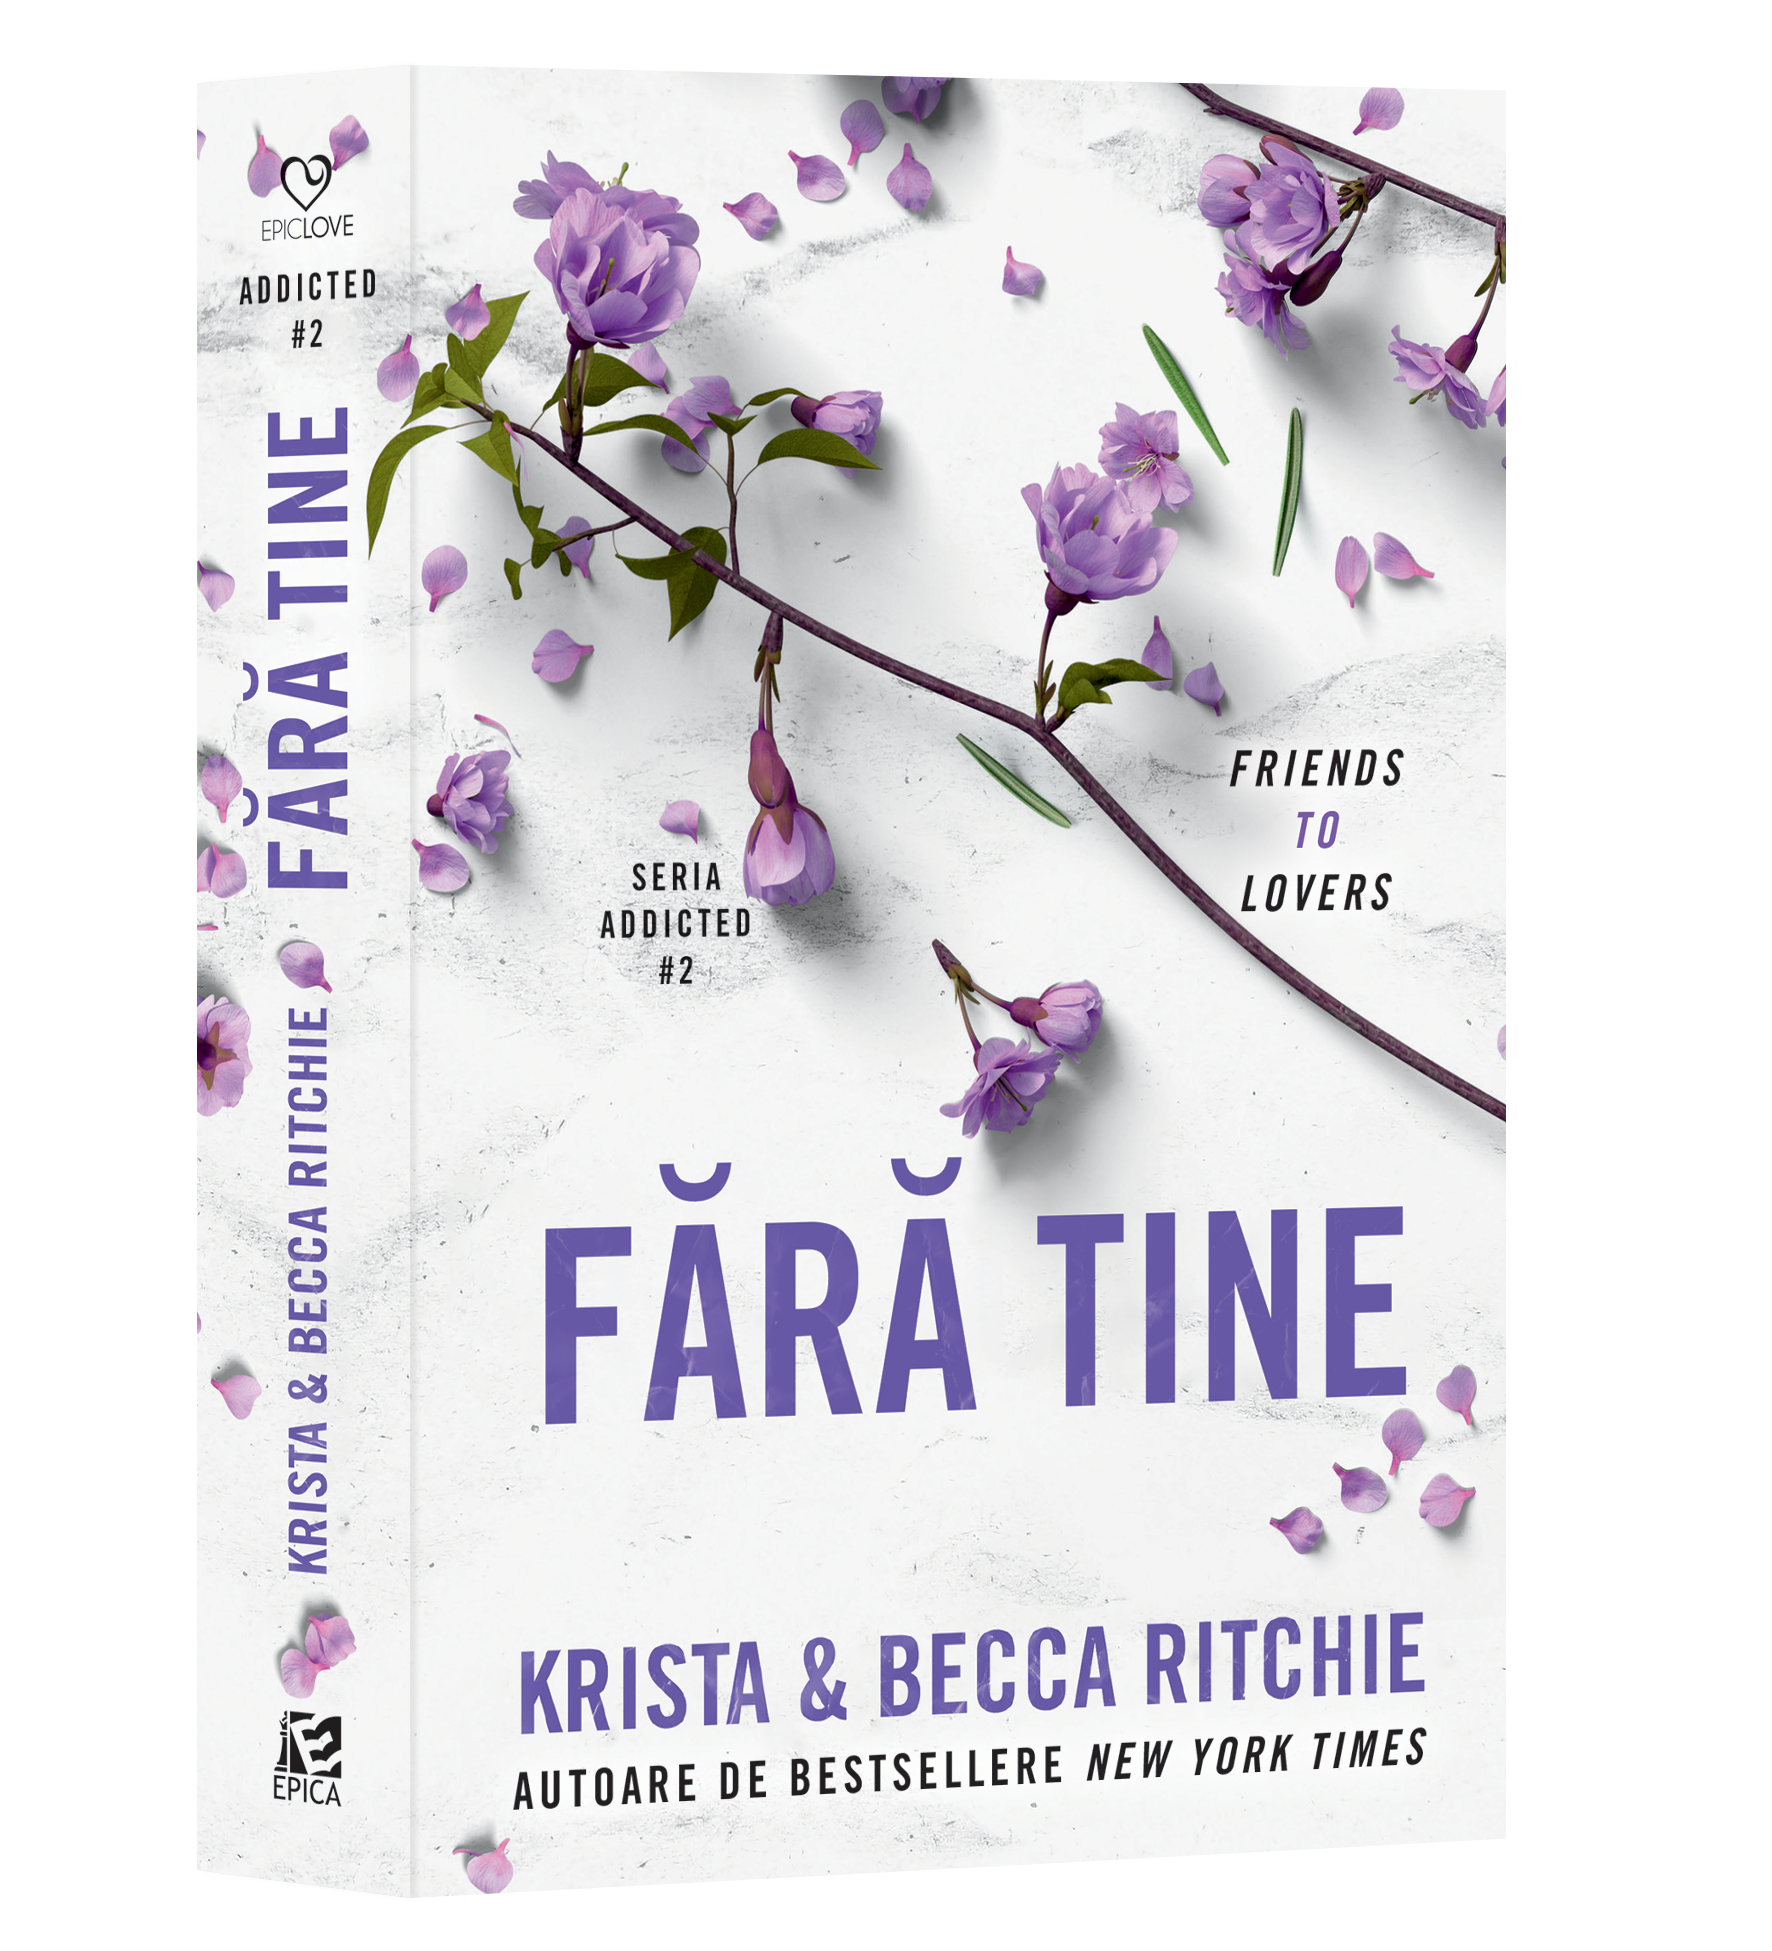 EPICLOVE
ADDICTED
#2
FĂRĂ TINE
KRISTA & BECCA RITCHIE
EPICA
FRIENDS
TO
LOVERS
SERIA
ADDICTED
#2
FĂRĂ TINE
KRISTA & BECCA RITCHIE
AUTOARE DE BESTSELLERE NEW YORK TIMES